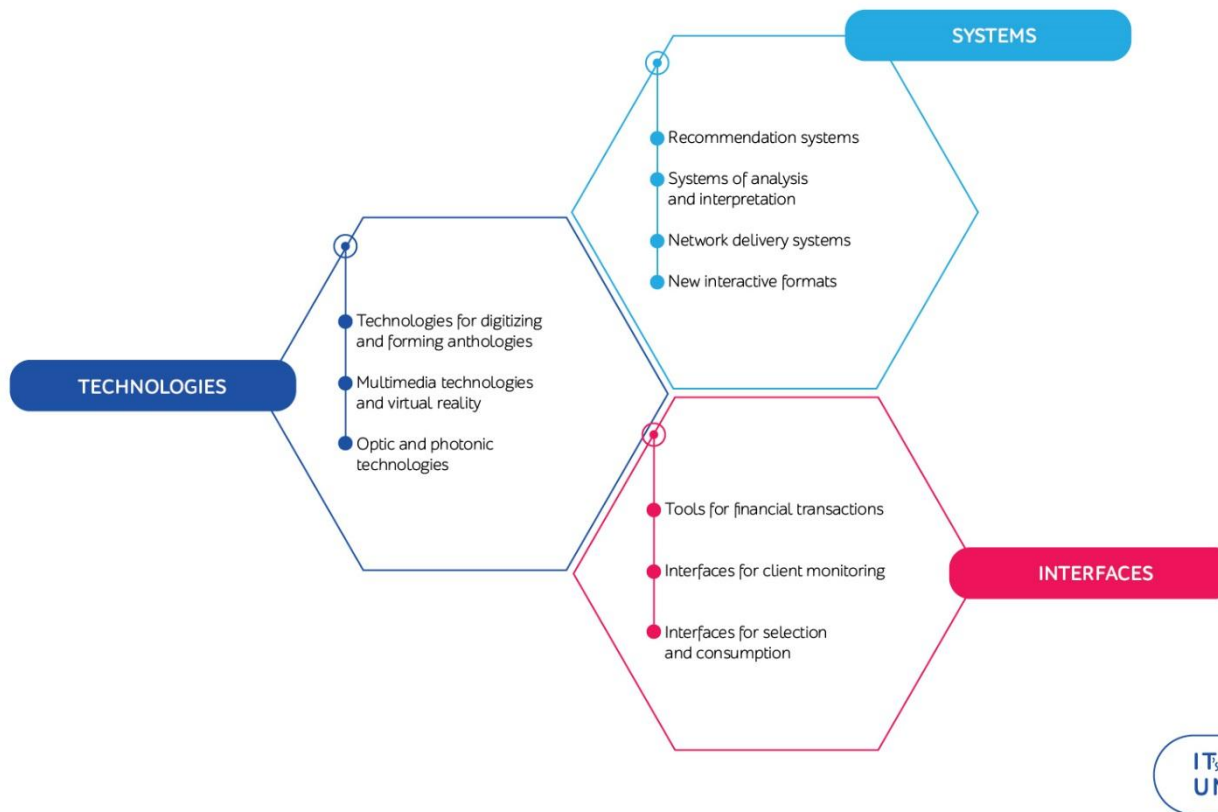 SYSTEMS
Recommendation systems
Systems of analysis
and interpretation
Network delivery systems
New interactive formats
TECHNOLOGIES
Technologies for digitizing
and forming anthologies
Multimedia technologies
and virtual reality
Optic and photonic
technologies
Tools for financial transactions
Interfaces for client monitoring
Interfaces for selection
and consumption
INTERFACES
IT